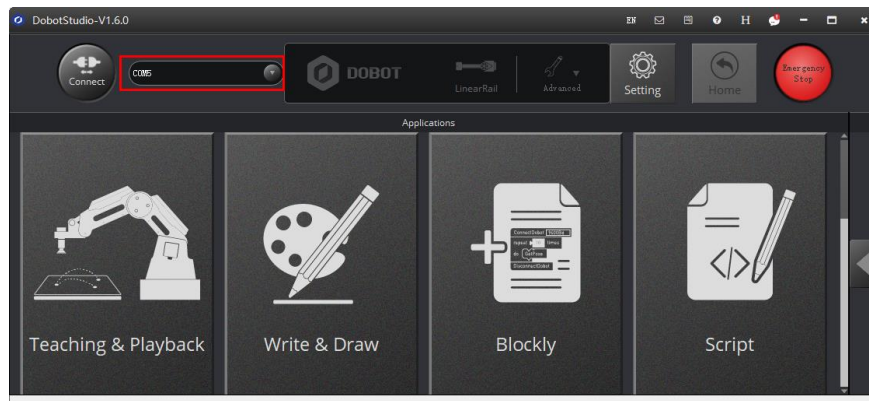 DobotStudio-V1.6.0
EN
H
Connect
COM5
DOBOT
LinearRail
Advanced
Setting
Home
Emergency
Stop
Applications
Teaching & Playback
Write & Draw
Blockly
Script